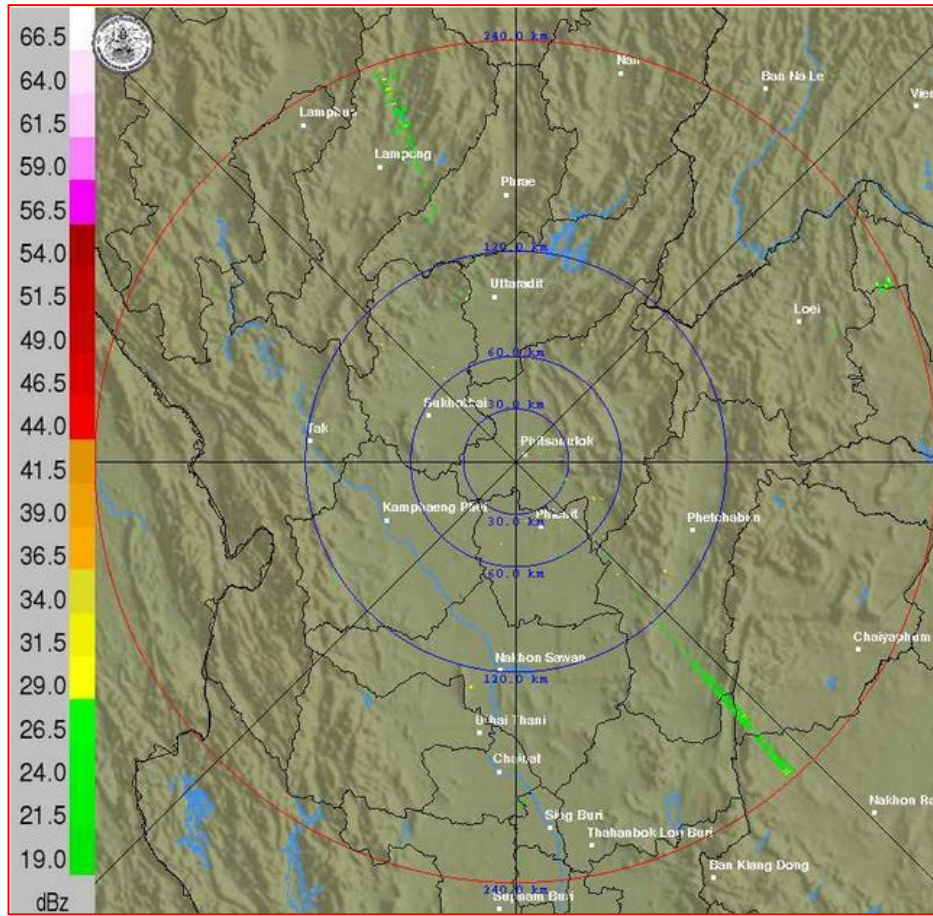 66.5
64.0
61.5
59.0
56.5
54.0
51.5
49.0
46.5
44.0
41.5
39.0
36.5
34.0
31.5
29.0
26.5
24.0
21.5
19.0
dBz
240.0 km
Nan
Ban Na Le
Vien
Lamphun
Lampang
Phrae
120.0 km
Uttaradit
Loei
60.0 km
Sukhothai
30.0 km
Tak
Phitsanulok
Kamphaeng Phet
30.0 km
Phichit
Phetchabun
60.0 km
Chaiyaphum
Nakhon Sawan
120.0 km
Uthai Thani
Chainat
Sing Buri
Nakhon Ra
Thahanbok Lop Buri
Ban Klang Dong
240.0 km
Suphan Buri